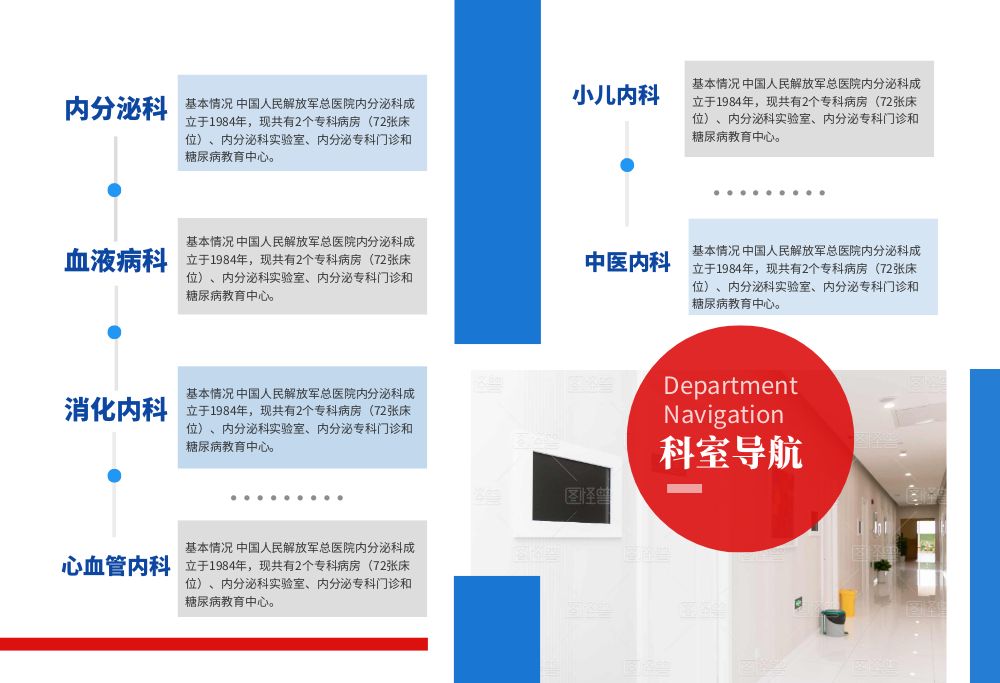 内分泌科
基本情况 中国人民解放军总医院内分泌科成
立于1984年，现共有2个专科病房（72张床
位）、内分泌科实验室、内分泌专科门诊和
糖尿病教育中心。
血液病科
基本情况 中国人民解放军总医院内分泌科成
立于1984年，现共有2个专科病房（72张床
位）、内分泌科实验室、内分泌专科门诊和
糖尿病教育中心。
消化内科
基本情况 中国人民解放军总医院内分泌科成
立于1984年，现共有2个专科病房（72张床
位）、内分泌科实验室、内分泌专科门诊和
糖尿病教育中心。
心血管内科
基本情况 中国人民解放军总医院内分泌科成
立于1984年，现共有2个专科病房（72张床
位）、内分泌科实验室、内分泌专科门诊和
糖尿病教育中心。
小儿内科
基本情况 中国人民解放军总医院内分泌科成
立于1984年，现共有2个专科病房（72张床
位）、内分泌科实验室、内分泌专科门诊和
糖尿病教育中心。
中医内科
基本情况 中国人民解放军总医院内分泌科成
立于1984年，现共有2个专科病房（72张床
位）、内分泌科实验室、内分泌专科门诊和
糖尿病教育中心。
Department
Navigation
科室导航
图怪兽